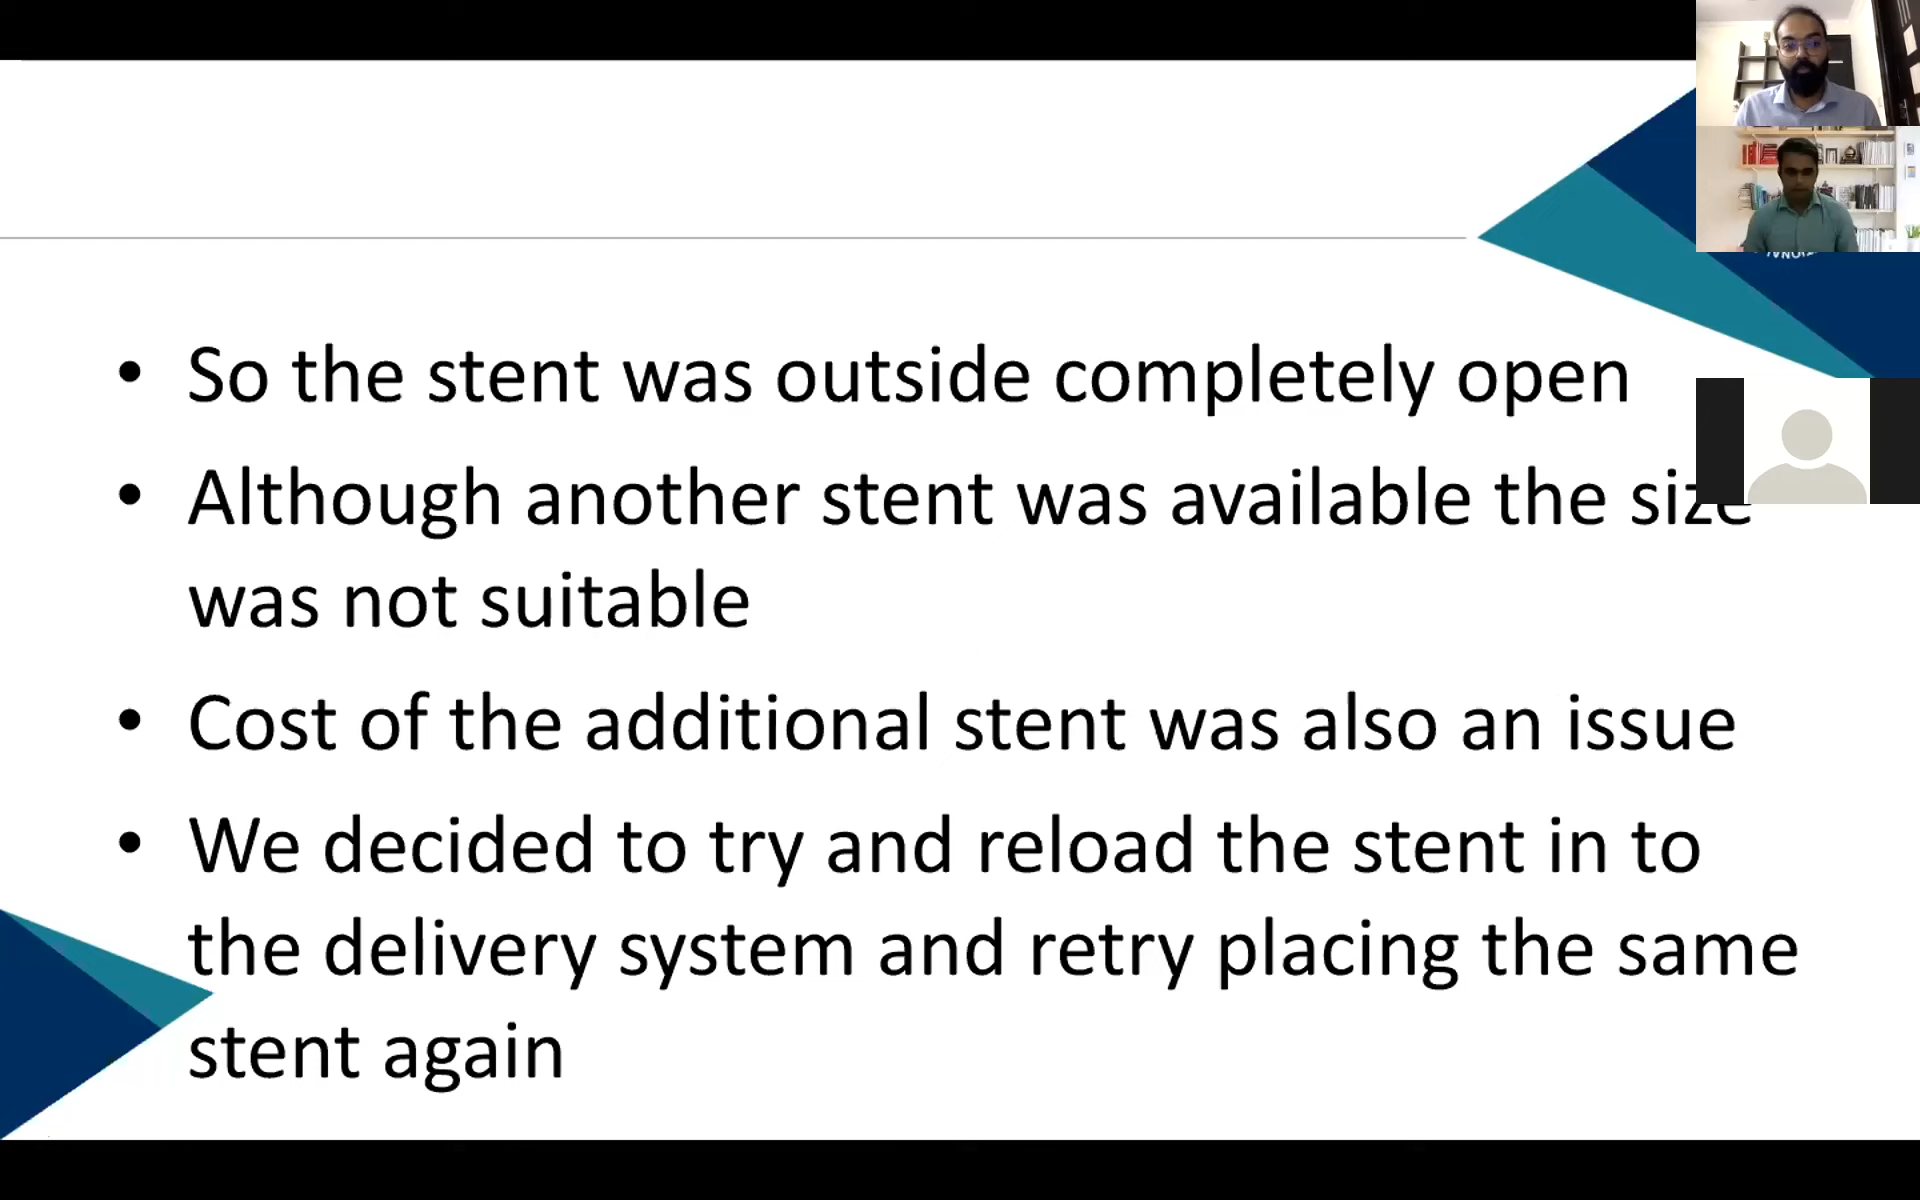 • So the stent was outside completely open
• Although another stent was available the size
was not suitable
• Cost of the additional stent was also an issue
• We decided to try and reload the stent in to
the delivery system and retry placing the same
stent again